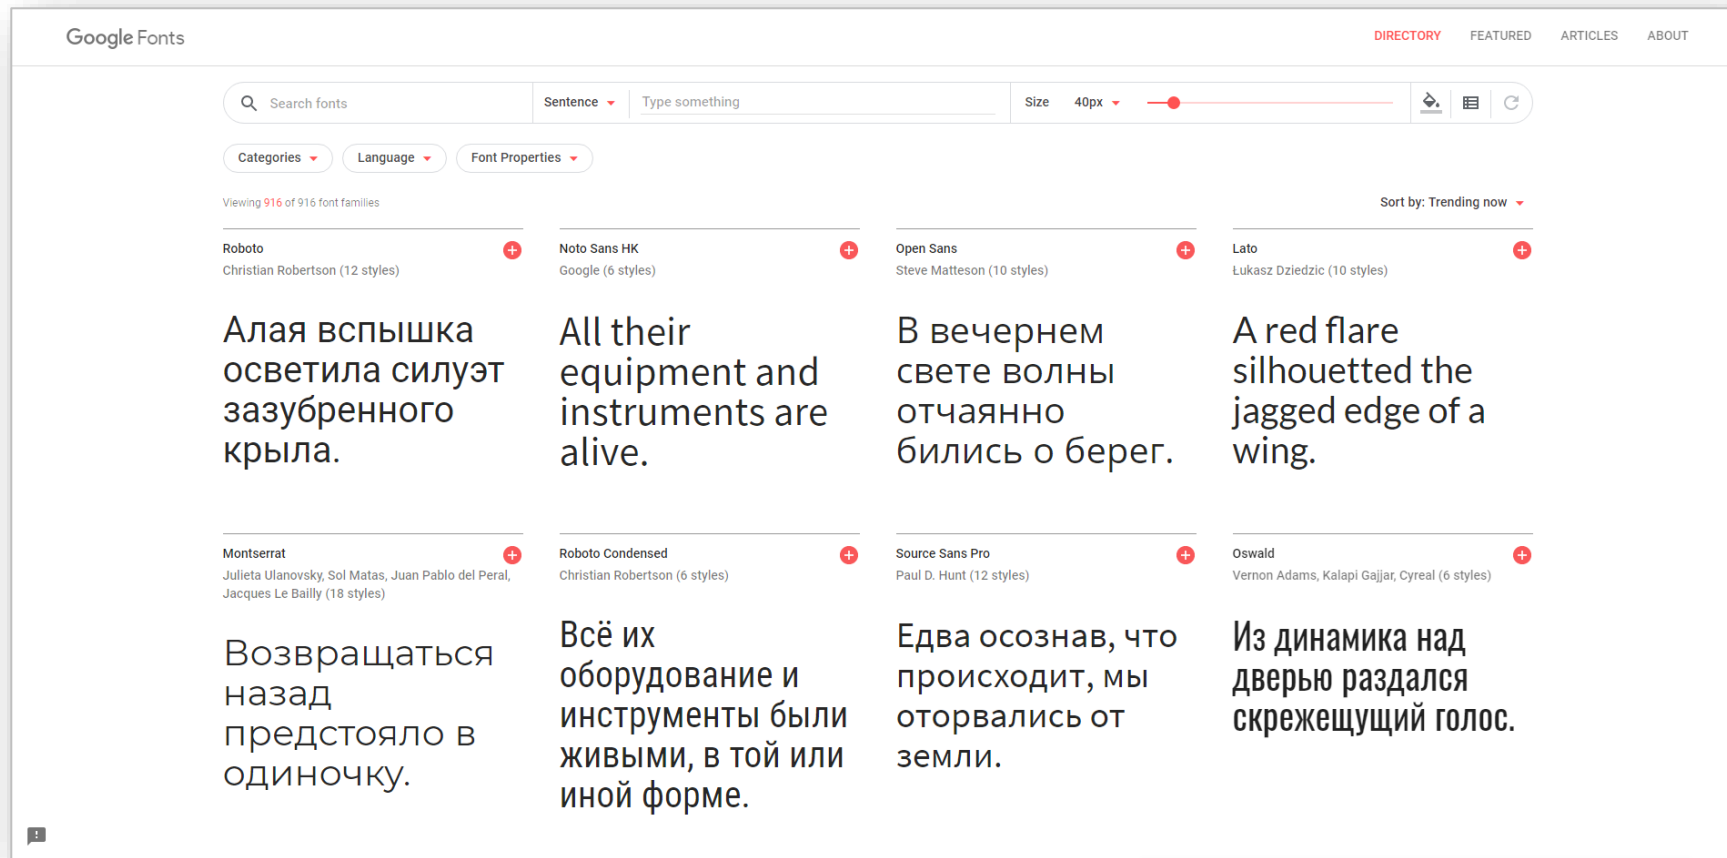 Google Fonts
DIRECTORY
FEATURED
ARTICLES
ABOUT
Search fonts
Sentence
Type something
Size
40px
Categories
Language
Font Properties
Viewing 916 of 916 font families
Sort by: Trending now
Roboto
Christian Robertson (12 styles)
Алая вспышка
осветила силуэт
зазубренного
крыла.
Noto Sans HK
Google (6 styles)
All their
equipment and
instruments are
alive.
Open Sans
Steve Matteson (10 styles)
В вечернем
свете волны
отчаянно
бились о берег.
Lato
Łukasz Dziedzic (10 styles)
A red flare
silhouetted the
jagged edge of a
wing.
Montserrat
Julieta Ulanovsky, Sol Matas, Juan Pablo del Peral,
Jacques Le Bailly (18 styles)
Возвращаться
назад
предстояло в
одиночку.
Roboto Condensed
Christian Robertson (6 styles)
Всё их
оборудование и
инструменты были
живыми, в той или
иной форме.
Source Sans Pro
Paul D. Hunt (12 styles)
Едва осознав, что
происходит, мы
оторвались от
земли.
Oswald
Vernon Adams, Kalapi Gajjar, Cyreal (6 styles)
Из динамика над
дверью раздался
скрежещущий голос.